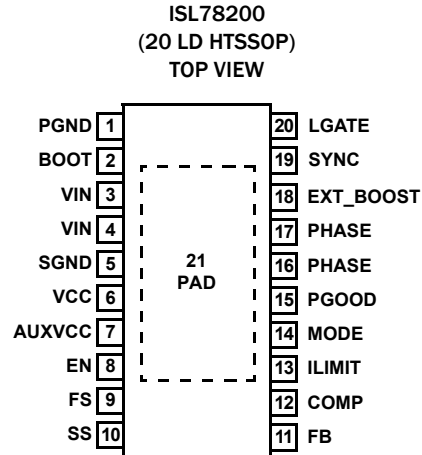 ISL78200
(20 LD HTSSOP)
TOP VIEW
PGND 1 20 LGATE
BOOT 2 19 SYNC
VIN 3 18 EXT_BOOST
VIN 4 17 PHASE
SGND 5 21 PAD 16 PHASE
VCC 6 15 PGOOD
AUXVCC 7 14 MODE
EN 8 13 ILIMIT
FS 9 12 COMP
SS 10 11 FB